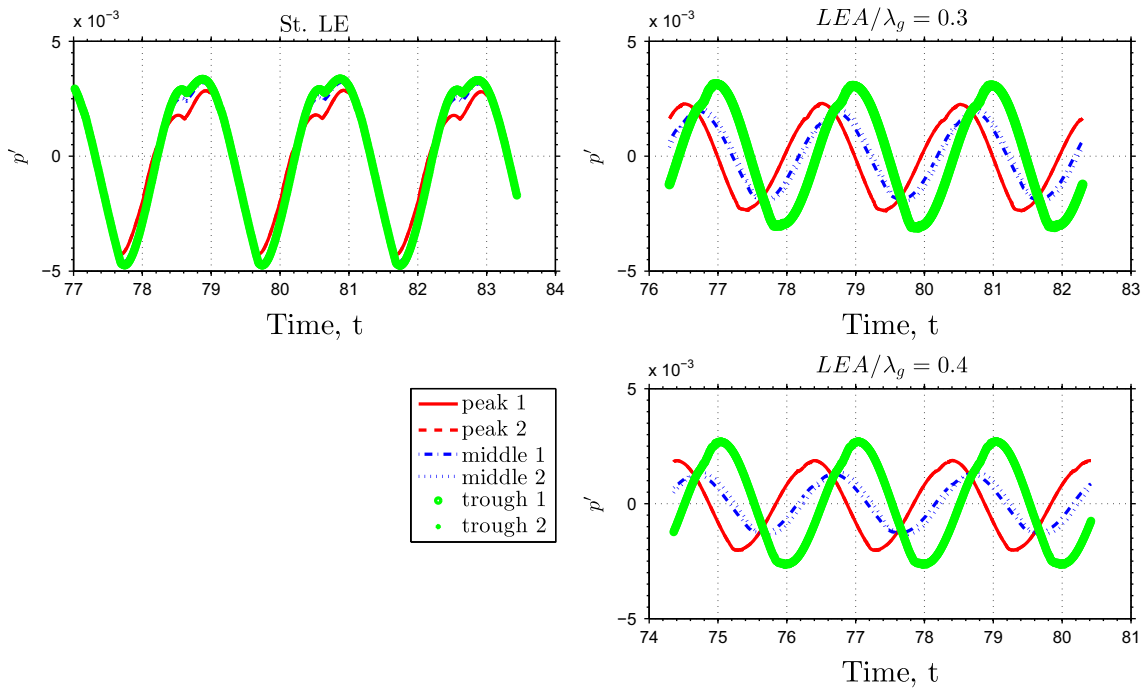 x 10⁻³
St. LE
5
0
−5
p′
77 78 79 80 81 82 83 84
Time, t
x 10⁻³
LEA/λg = 0.3
5
0
−5
p′
76 77 78 79 80 81 82 83
Time, t
peak 1
peak 2
middle 1
middle 2
trough 1
trough 2
x 10⁻³
LEA/λg = 0.4
5
0
−5
p′
74 75 76 77 78 79 80 81
Time, t